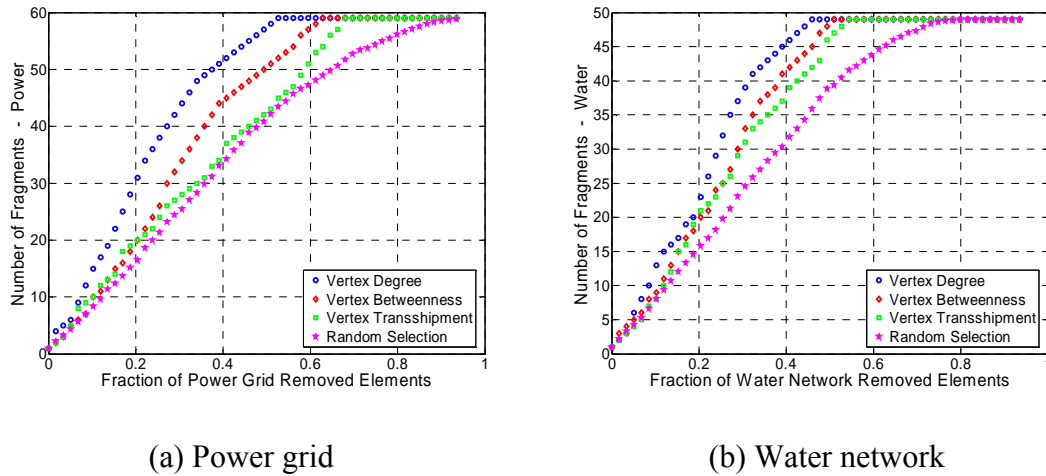 Number of Fragments - Power
60
50
40
30
20
10
0
0
0.2
0.4
0.6
0.8
1
Fraction of Power Grid Removed Elements
Vertex Degree
Vertex Betweenness
Vertex Transshipment
Random Selection
(a) Power grid
Number of Fragments - Water
50
45
40
35
30
25
20
15
10
5
0
0
0.2
0.4
0.6
0.8
1
Fraction of Water Network Removed Elements
Vertex Degree
Vertex Betweenness
Vertex Transshipment
Random Selection
(b) Water network